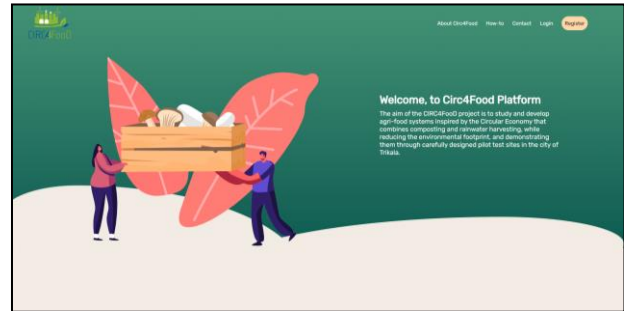 CIRC4FooD
About Circ4Food How-to Contact Login Register
Welcome, to Circ4Food Platform
The aim of the CIRC4FooD project is to study and develop
agri-food systems inspired by the Circular Economy that
combines composting and rainwater harvesting, while
reducing the environmental footprint, and demonstrating
them through carefully designed pilot test sites in the city of
Trikala.